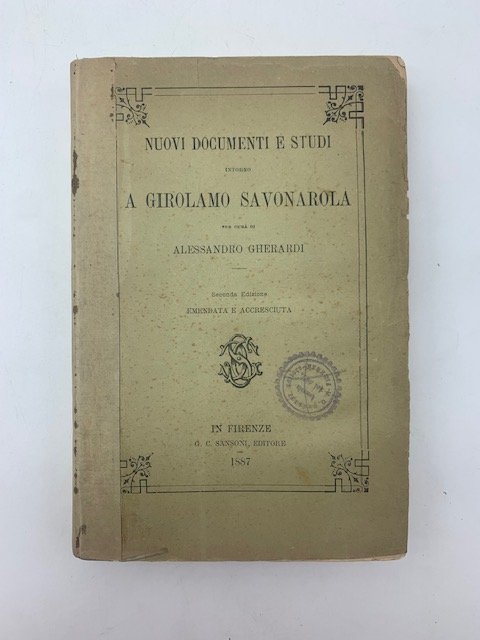 NUOVI DOCUMENTI E STUDI
INTORNO
A GIROLAMO SAVONAROLA
PER CURA DI
ALESSANDRO GHERARDI
Seconda Edizione
EMENDATA E ACCRESCIUTA
IN FIRENZE
G. C. SANSONI, EDITORE
1887